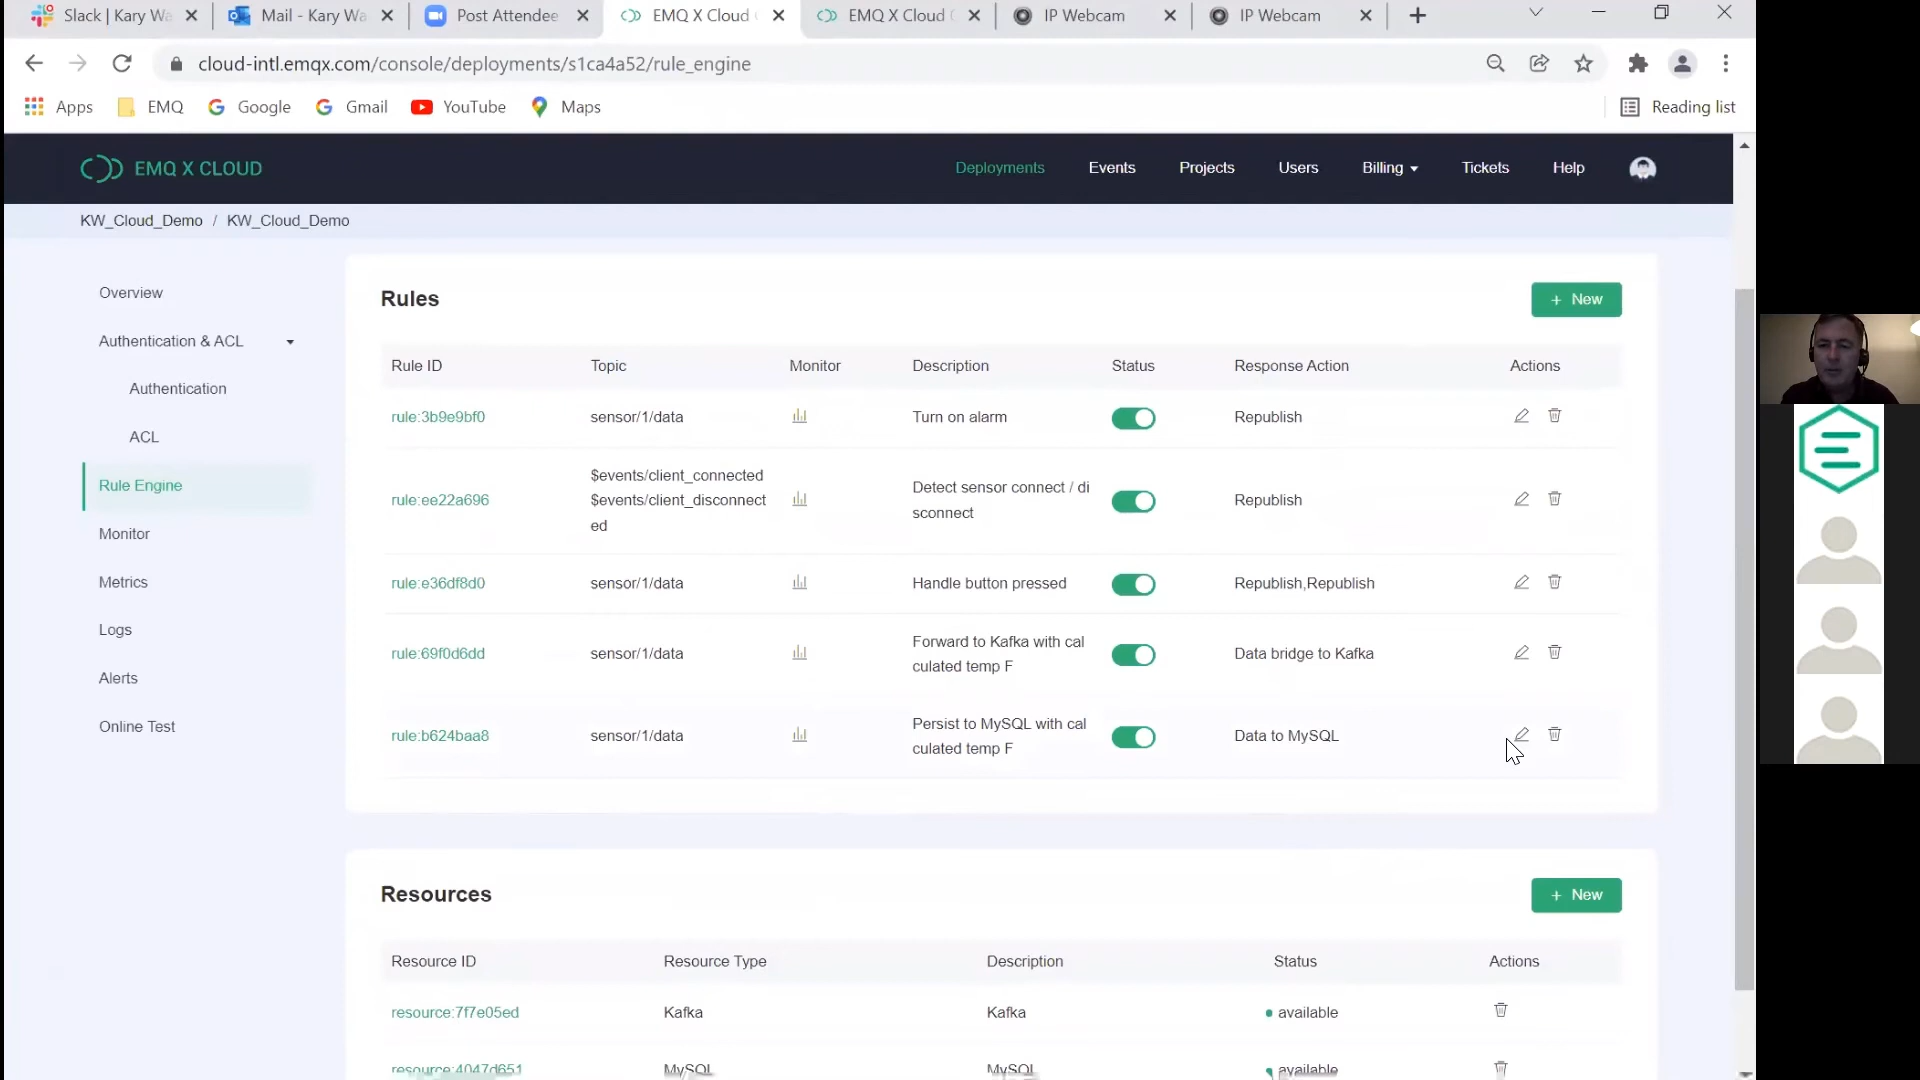 Slack | Kary Wa
Mail - Kary Wa
Post Attendee
EMQ X Cloud
EMQ X Cloud
IP Webcam
IP Webcam
cloud-intl.emqx.com/console/deployments/s1ca4a52/rule_engine
Apps
EMQ
Google
Gmail
YouTube
Maps
Reading list
EMQ X CLOUD
Deployments
Events
Projects
Users
Billing
Tickets
Help
KW_Cloud_Demo / KW_Cloud_Demo
Overview
Authentication & ACL
Authentication
ACL
Rule Engine
Monitor
Metrics
Logs
Alerts
Online Test
Rules
+ New
Rule ID
Topic
Monitor
Description
Status
Response Action
Actions
rule:3b9e9bf0
sensor/1/data
Turn on alarm
Republish
rule:ee22a696
$events/client_connected
$events/client_disconnect
ed
Detect sensor connect / di
sconnect
Republish
rule:e36df8d0
sensor/1/data
Handle button pressed
Republish,Republish
rule:69f0d6dd
sensor/1/data
Forward to Kafka with cal
culated temp F
Data bridge to Kafka
rule:b624baa8
sensor/1/data
Persist to MySQL with cal
culated temp F
Data to MySQL
Resources
+ New
Resource ID
Resource Type
Description
Status
Actions
resource:7f7e05ed
Kafka
Kafka
available
resource:4047d651
MySQL
MySQL
available